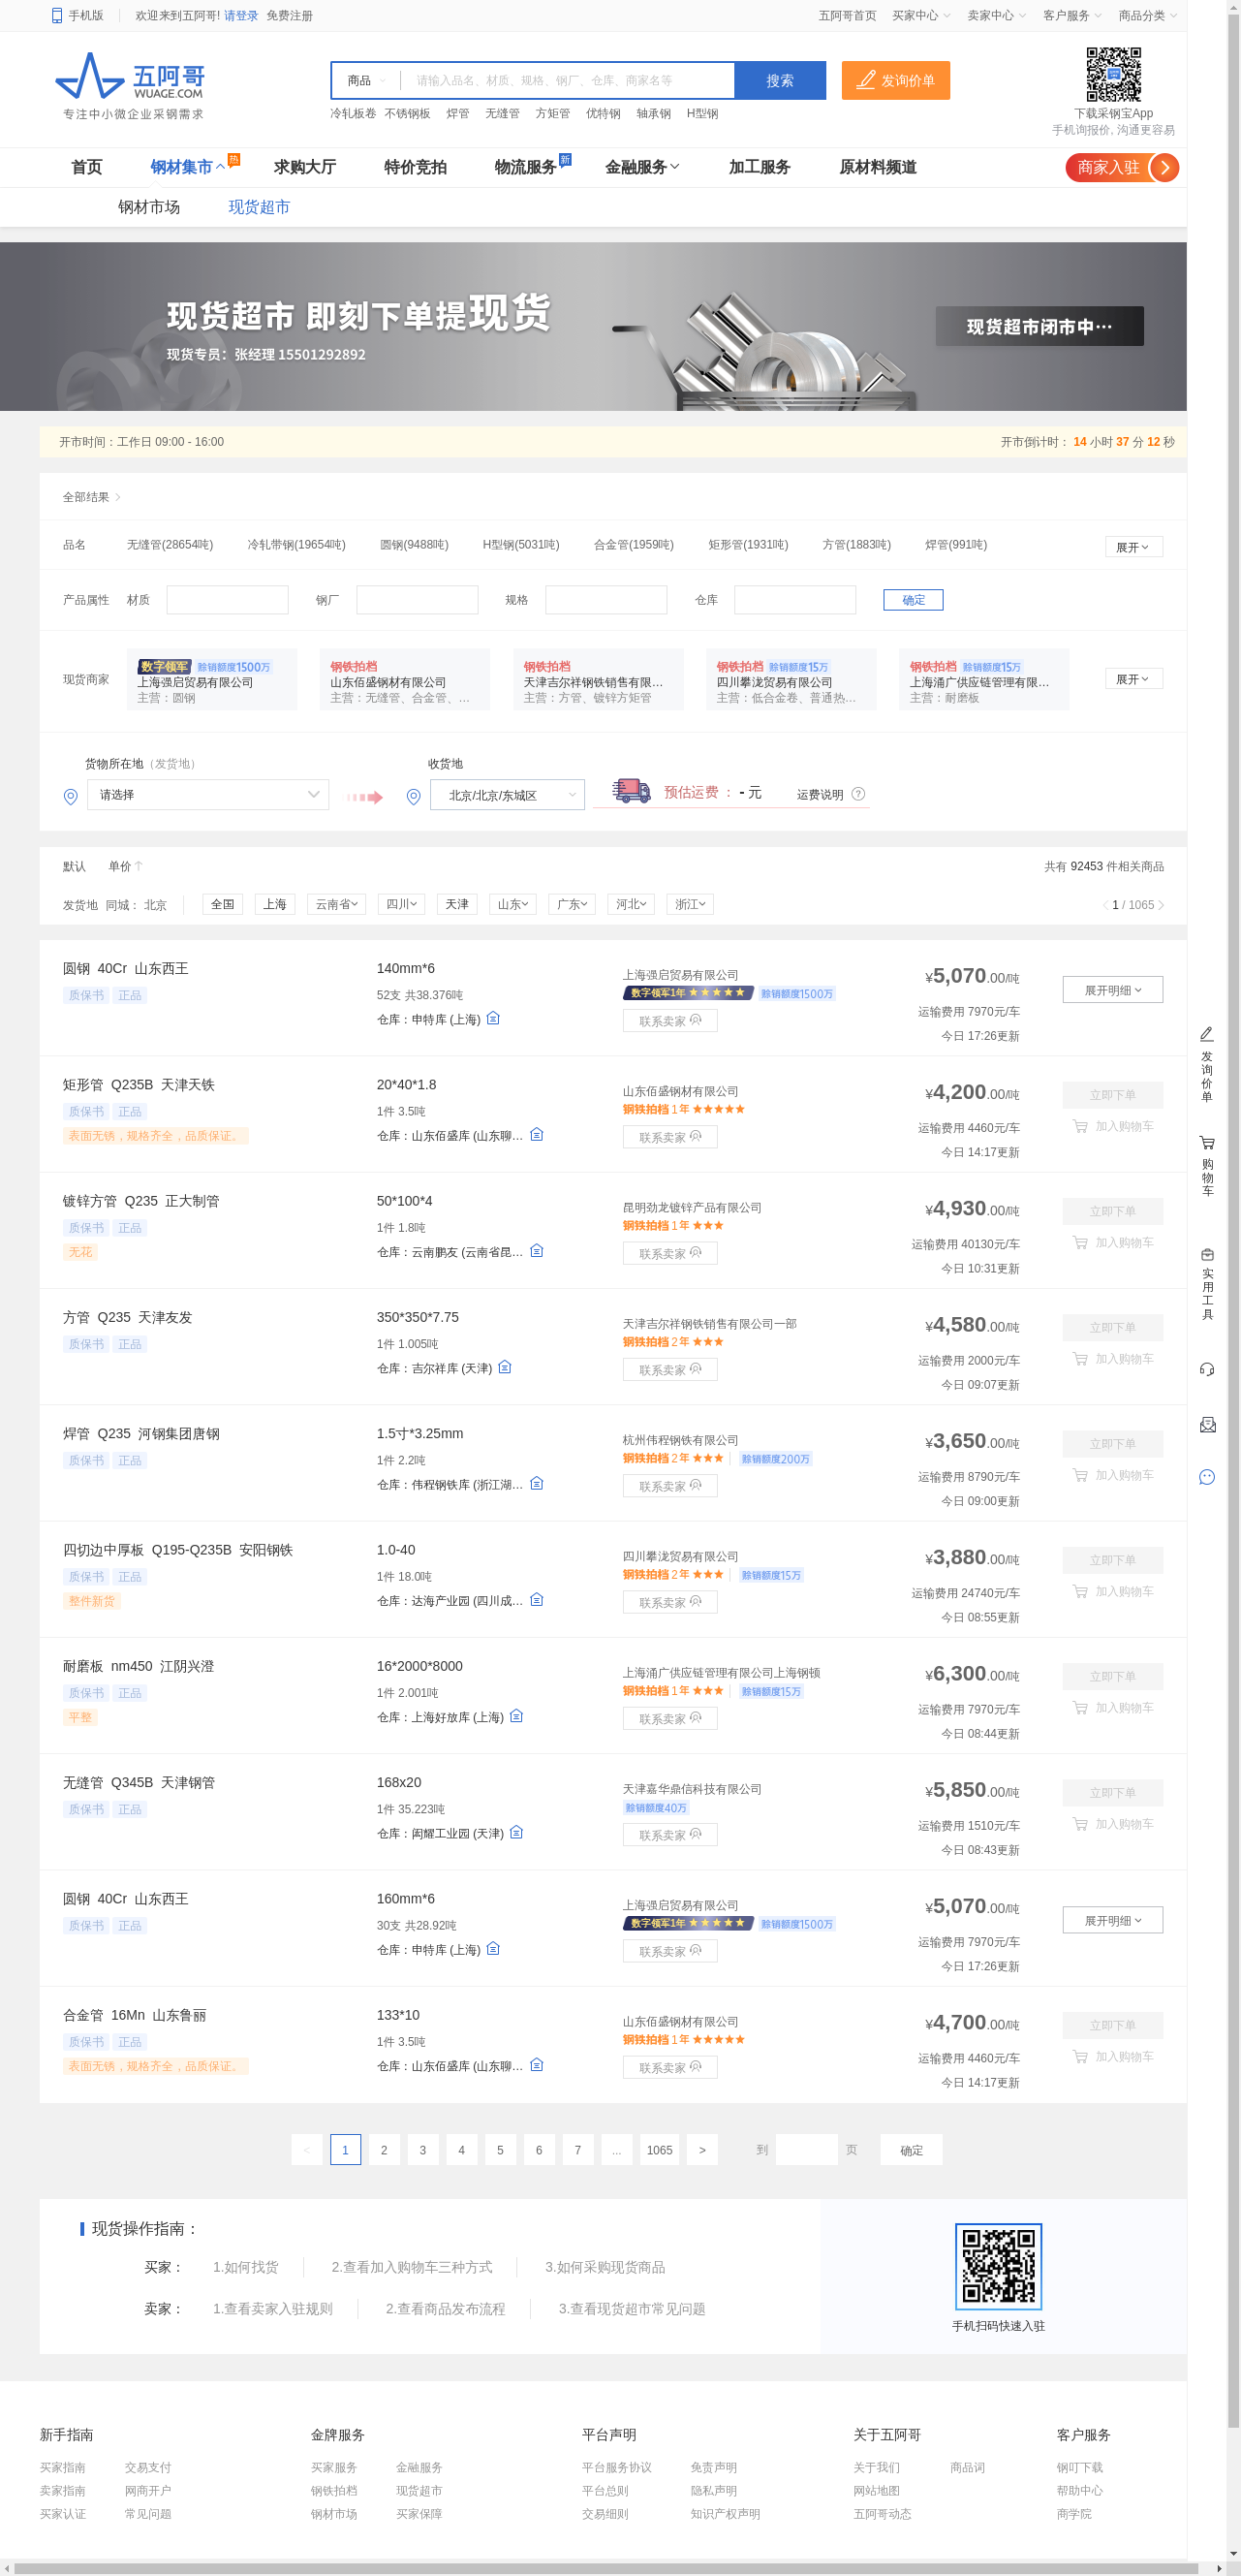 手机版 欢迎来到五阿哥! 请登录 免费注册 五阿哥首页 买家中心 卖家中心 客户服务 商品分类
五阿哥
WUAGE.COM
专注中小微企业采钢需求
商品 请输入品名、材质、规格、钢厂、仓库、商家名等 搜索 发询价单
冷轧板卷 不锈钢板 焊管 无缝管 方矩管 优特钢 轴承钢 H型钢
下载采钢宝App
手机询报价, 沟通更容易
首页 钢材集市 热 求购大厅 特价竞拍 物流服务 新 金融服务 加工服务 原材料频道 商家入驻
钢材市场 现货超市
现货超市 即刻下单提现货
现货专员：张经理 15501292892
现货超市闭市中…
开市时间：工作日 09:00 - 16:00 开市倒计时： 14 小时 37 分 12 秒
全部结果
品名 无缝管(28654吨) 冷轧带钢(19654吨) 圆钢(9488吨) H型钢(5031吨) 合金管(1959吨) 矩形管(1931吨) 方管(1883吨) 焊管(991吨) 展开
产品属性 材质 钢厂 规格 仓库 确定
现货商家
数字领军 赊销额度1500万
上海强启贸易有限公司
主营：圆钢
钢铁拍档
山东佰盛钢材有限公司
主营：无缝管、合金管、…
钢铁拍档
天津吉尔祥钢铁销售有限…
主营：方管、镀锌方矩管
钢铁拍档 赊销额度15万
四川攀泷贸易有限公司
主营：低合金卷、普通热…
钢铁拍档 赊销额度15万
上海涌广供应链管理有限…
主营：耐磨板
展开
货物所在地（发货地） 收货地
请选择 北京/北京/东城区 预估运费 ： - 元 运费说明
默认 单价 共有 92453 件相关商品
发货地 同城： 北京 全国 上海 云南省 四川 天津 山东 广东 河北 浙江 1 / 1065
圆钢 40Cr 山东西王
质保书 正品
140mm*6
52支 共38.376吨
仓库：申特库 (上海)
上海强启贸易有限公司
数字领军1年 赊销额度1500万
联系卖家
¥5,070.00/吨
运输费用 7970元/车
今日 17:26更新
展开明细
矩形管 Q235B 天津天铁
质保书 正品
表面无锈，规格齐全，品质保证。
20*40*1.8
1件 3.5吨
仓库：山东佰盛库 (山东聊…
山东佰盛钢材有限公司
钢铁拍档 1年
联系卖家
¥4,200.00/吨
运输费用 4460元/车
今日 14:17更新
立即下单
加入购物车
镀锌方管 Q235 正大制管
质保书 正品
无花
50*100*4
1件 1.8吨
仓库：云南鹏友 (云南省昆…
昆明劲龙镀锌产品有限公司
钢铁拍档 1年
联系卖家
¥4,930.00/吨
运输费用 40130元/车
今日 10:31更新
立即下单
加入购物车
方管 Q235 天津友发
质保书 正品
350*350*7.75
1件 1.005吨
仓库：吉尔祥库 (天津)
天津吉尔祥钢铁销售有限公司一部
钢铁拍档 2年
联系卖家
¥4,580.00/吨
运输费用 2000元/车
今日 09:07更新
立即下单
加入购物车
焊管 Q235 河钢集团唐钢
质保书 正品
1.5寸*3.25mm
1件 2.2吨
仓库：伟程钢铁库 (浙江湖…
杭州伟程钢铁有限公司
钢铁拍档 2年 赊销额度200万
联系卖家
¥3,650.00/吨
运输费用 8790元/车
今日 09:00更新
立即下单
加入购物车
四切边中厚板 Q195-Q235B 安阳钢铁
质保书 正品
整件新货
1.0-40
1件 18.0吨
仓库：达海产业园 (四川成…
四川攀泷贸易有限公司
钢铁拍档 2年 赊销额度15万
联系卖家
¥3,880.00/吨
运输费用 24740元/车
今日 08:55更新
立即下单
加入购物车
耐磨板 nm450 江阴兴澄
质保书 正品
平整
16*2000*8000
1件 2.001吨
仓库：上海好放库 (上海)
上海涌广供应链管理有限公司上海钢顿
钢铁拍档 1年 赊销额度15万
联系卖家
¥6,300.00/吨
运输费用 7970元/车
今日 08:44更新
立即下单
加入购物车
无缝管 Q345B 天津钢管
质保书 正品
168x20
1件 35.223吨
仓库：闳耀工业园 (天津)
天津嘉华鼎信科技有限公司
赊销额度40万
联系卖家
¥5,850.00/吨
运输费用 1510元/车
今日 08:43更新
立即下单
加入购物车
圆钢 40Cr 山东西王
质保书 正品
160mm*6
30支 共28.92吨
仓库：申特库 (上海)
上海强启贸易有限公司
数字领军1年 赊销额度1500万
联系卖家
¥5,070.00/吨
运输费用 7970元/车
今日 17:26更新
展开明细
合金管 16Mn 山东鲁丽
质保书 正品
表面无锈，规格齐全，品质保证。
133*10
1件 3.5吨
仓库：山东佰盛库 (山东聊…
山东佰盛钢材有限公司
钢铁拍档 1年
联系卖家
¥4,700.00/吨
运输费用 4460元/车
今日 14:17更新
立即下单
加入购物车
发询价单
购物车
实用工具
< 1 2 3 4 5 6 7 ... 1065 > 到 页 确定
现货操作指南：
买家： 1.如何找货 2.查看加入购物车三种方式 3.如何采购现货商品
卖家： 1.查看卖家入驻规则 2.查看商品发布流程 3.查看现货超市常见问题
手机扫码快速入驻
新手指南 金牌服务 平台声明 关于五阿哥 客户服务
买家指南 交易支付 买家服务 金融服务 平台服务协议 免责声明 关于我们 商品词 钢叮下载
卖家指南 网商开户 钢铁拍档 现货超市 平台总则 隐私声明 网站地图 帮助中心
买家认证 常见问题 钢材市场 买家保障 交易细则 知识产权声明 五阿哥动态 商学院